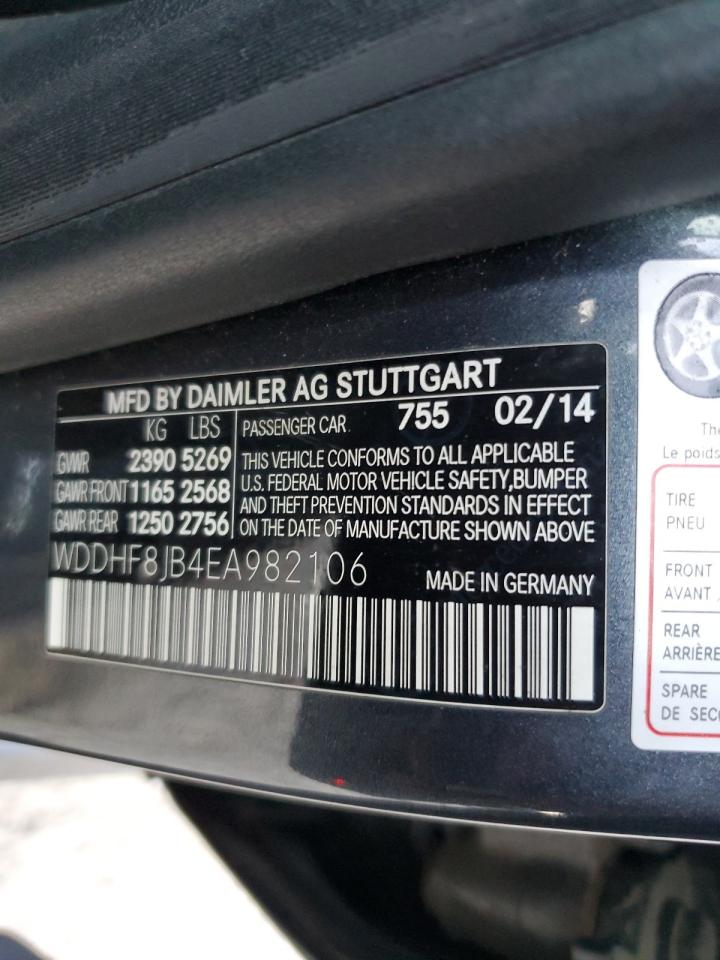 MFD BY DAIMLER AG STUTTGART
KG LBS
GVWR 2390 5269
GAWR FRONT 1165 2568
GAWR REAR 1250 2756
PASSENGER CAR 755 02/14
THIS VEHICLE CONFORMS TO ALL APPLICABLE
U.S. FEDERAL MOTOR VEHICLE SAFETY,BUMPER
AND THEFT PREVENTION STANDARDS IN EFFECT
ON THE DATE OF MANUFACTURE SHOWN ABOVE
WDDHF8JB4EA982106
MADE IN GERMANY
Le poids
TIRE
PNEU
FRONT
AVANT
REAR
ARRIÈRE
SPARE
DE